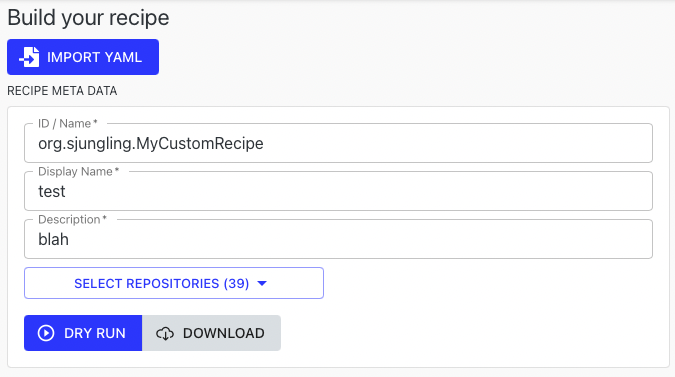 Build your recipe
IMPORT YAML
RECIPE META DATA
ID / Name *
org.sjungling.MyCustomRecipe
Display Name *
test
Description *
blah
SELECT REPOSITORIES (39)
DRY RUN
DOWNLOAD